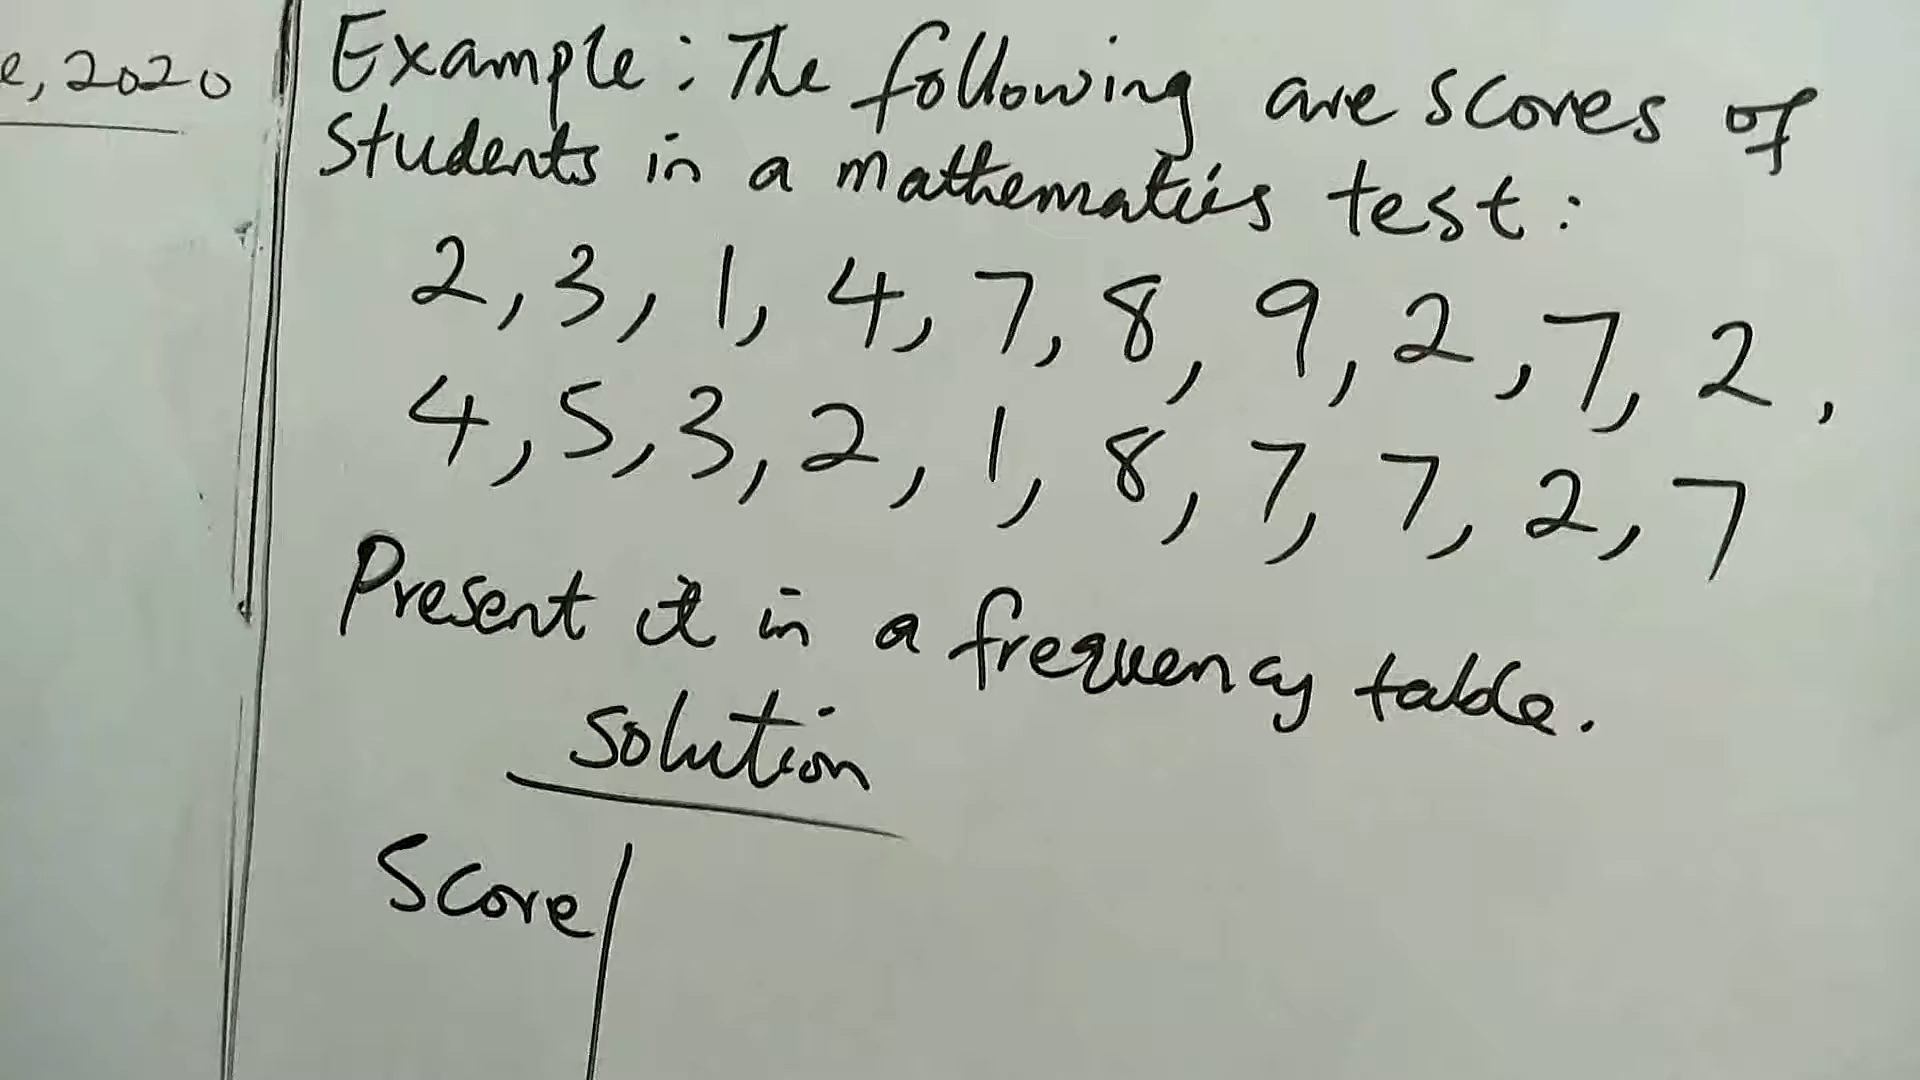 e, 2020
Example: The following are scores of
Students in a mathematics test:
2, 3, 1, 4, 7, 8, 9, 2, 7, 2,
4, 5, 3, 2, 1, 8, 7, 7, 2, 7
Present it in a frequency table.
Solution
Score